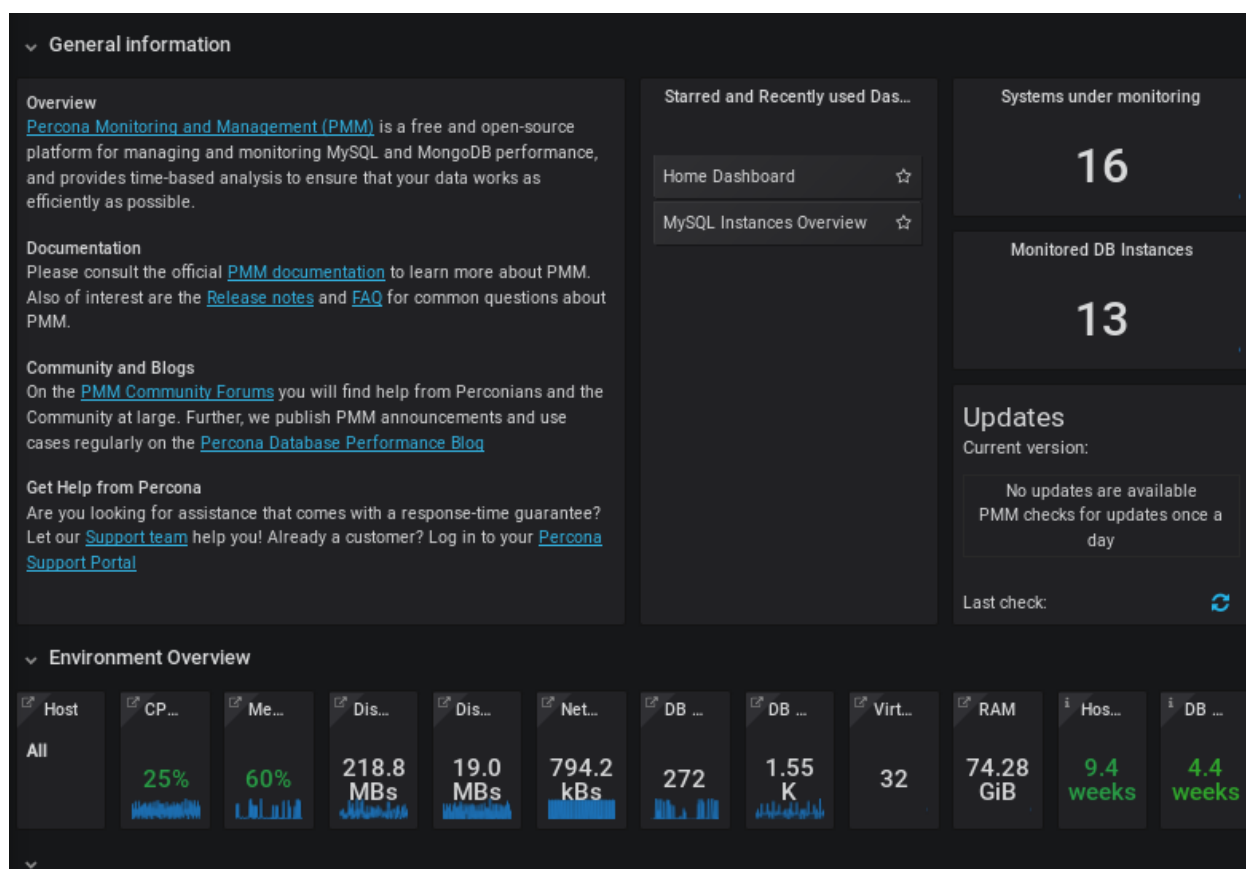 General information
Overview
Percona Monitoring and Management (PMM) is a free and open-source
platform for managing and monitoring MySQL and MongoDB performance,
and provides time-based analysis to ensure that your data works as
efficiently as possible.
Documentation
Please consult the official PMM documentation to learn more about PMM.
Also of interest are the Release notes and FAQ for common questions about
PMM.
Community and Blogs
On the PMM Community Forums you will find help from Perconians and the
Community at large. Further, we publish PMM announcements and use
cases regularly on the Percona Database Performance Blog
Get Help from Percona
Are you looking for assistance that comes with a response-time guarantee?
Let our Support team help you! Already a customer? Log in to your Percona
Support Portal
Starred and Recently used Das...
Home Dashboard
MySQL Instances Overview
Systems under monitoring
16
Monitored DB Instances
13
Updates
Current version:
No updates are available
PMM checks for updates once a
day
Last check:
Environment Overview
Host
All
CP...
25%
Me...
60%
Dis...
218.8
MBs
Dis...
19.0
MBs
Net...
794.2
kBs
DB ...
272
DB ...
1.55
K
Virt...
32
RAM
74.28
GiB
Hos...
9.4
weeks
DB ...
4.4
weeks